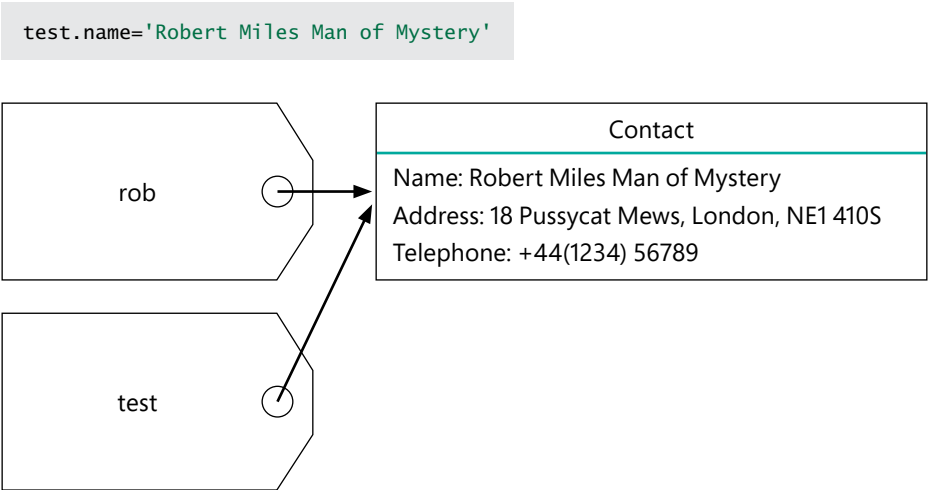 test.name='Robert Miles Man of Mystery'
Contact
rob
Name: Robert Miles Man of Mystery
Address: 18 Pussycat Mews, London, NE1 410S
Telephone: +44(1234) 56789
test